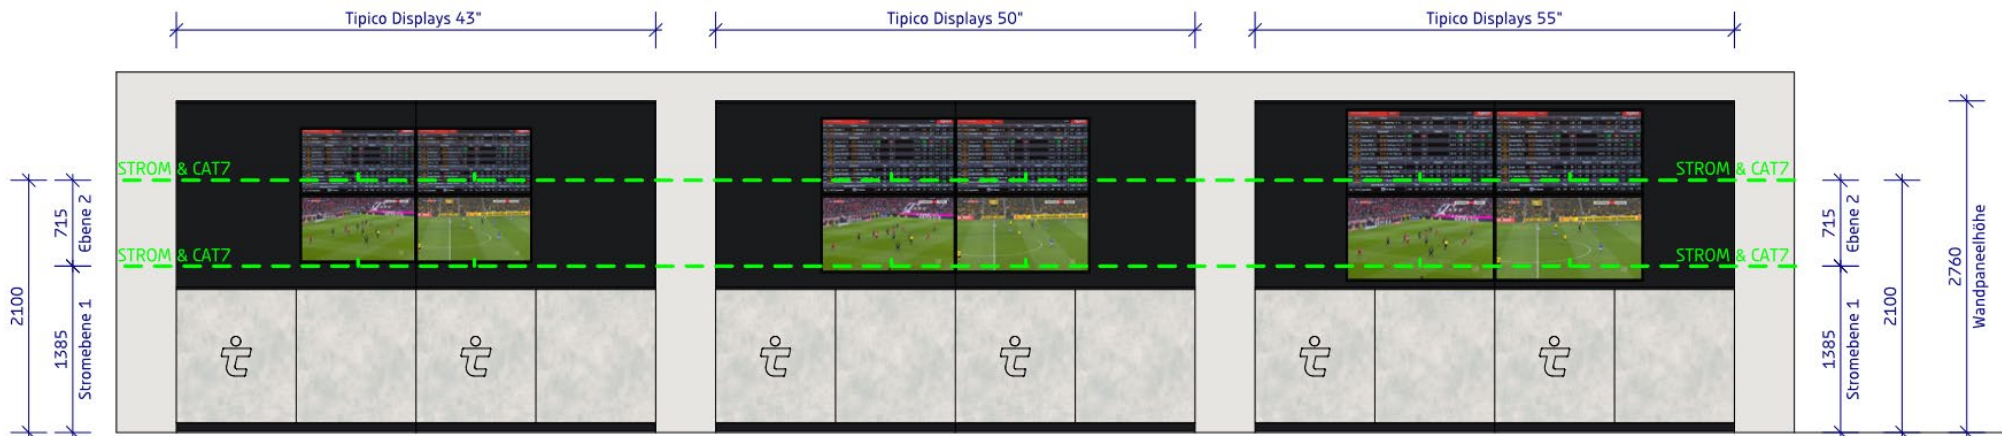 Tipico Displays 43"
Tipico Displays 50"
Tipico Displays 55"
STROM & CAT7
STROM & CAT7
STROM & CAT7
STROM & CAT7
2100
715
Ebene 2
1385
Stromebene 1
715
Ebene 2
1385
Stromebene 1
2100
2760
Wandpaneelhöhe